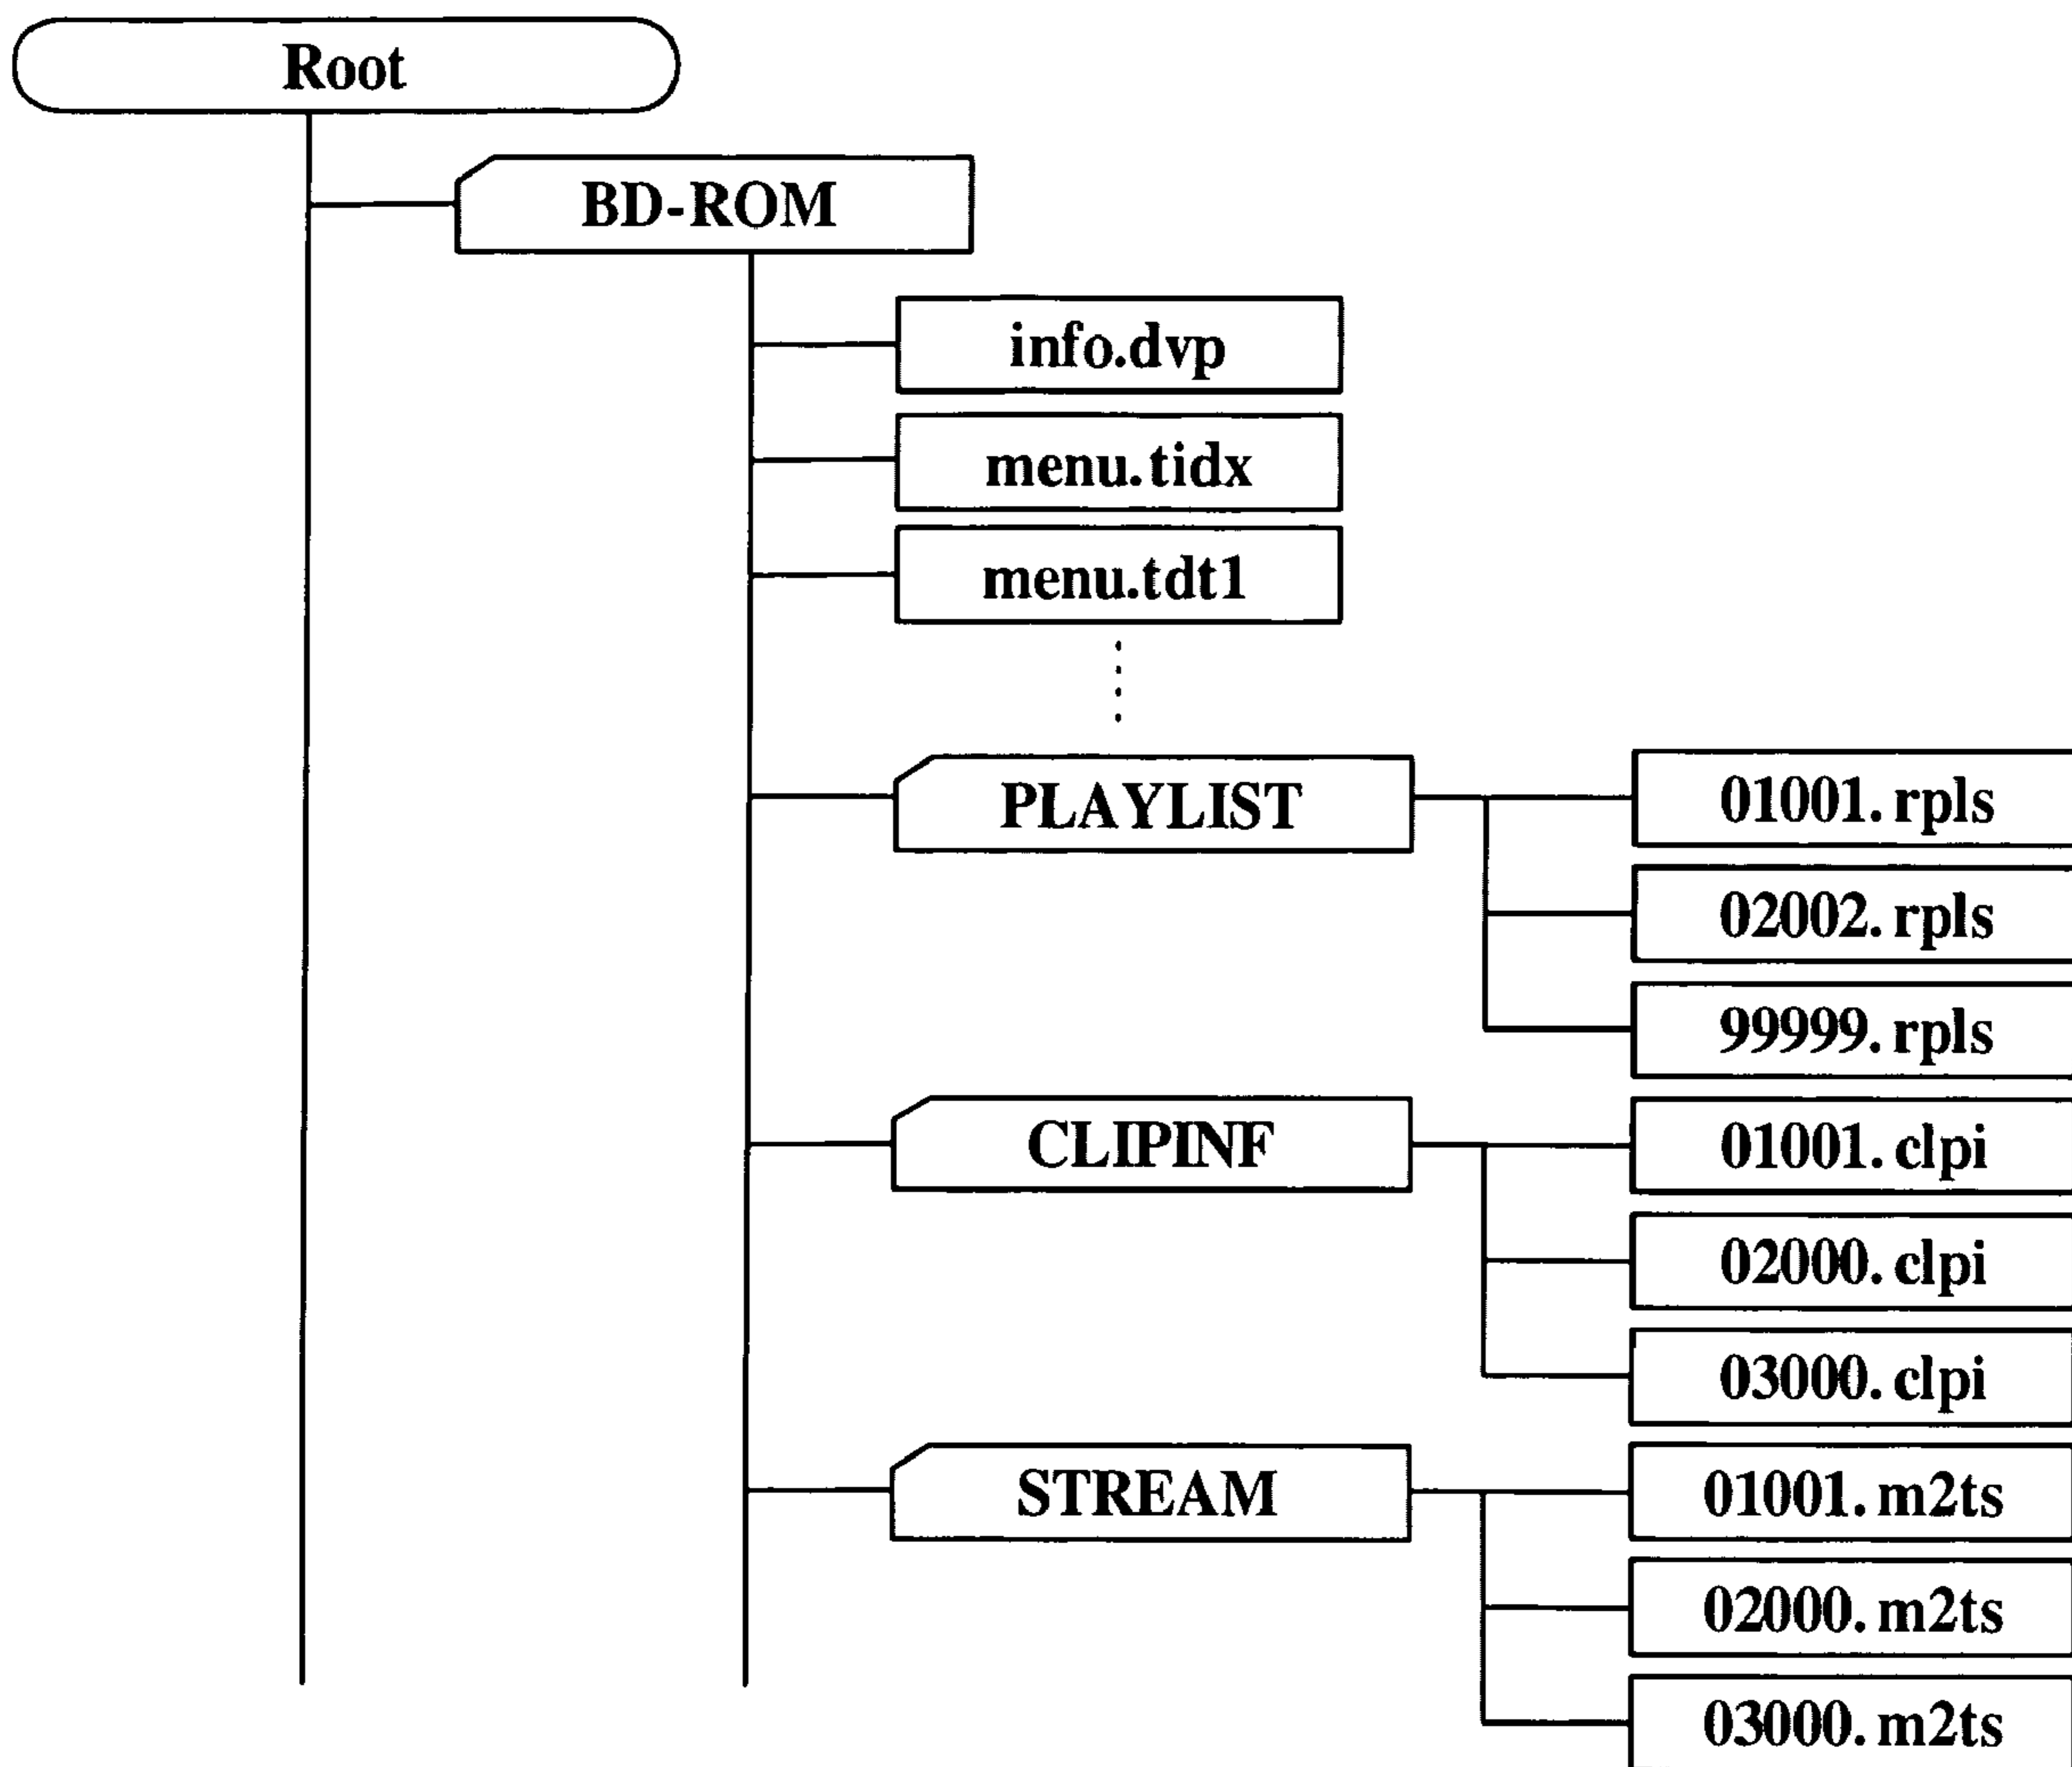 Root
BD-ROM
info.dvp
menu.tidx
menu.tdt1
PLAYLIST
01001.rpls
02002.rpls
99999.rpls
CLIPINF
01001.clpi
02000.clpi
03000.clpi
STREAM
01001.m2ts
02000.m2ts
03000.m2ts